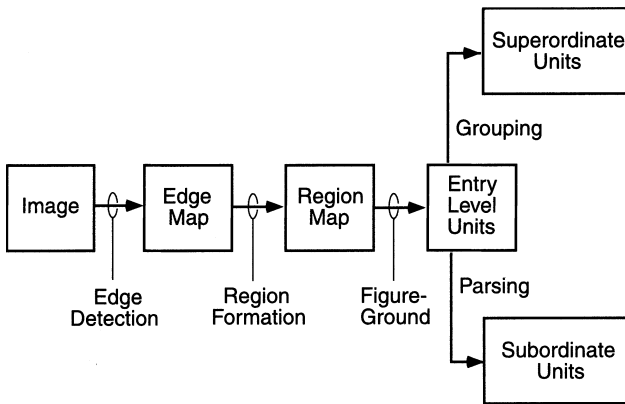 Superordinate
Units
Grouping
Image
Edge
Map
Region
Map
Entry
Level
Units
Edge
Detection
Region
Formation
Figure-
Ground
Parsing
Subordinate
Units